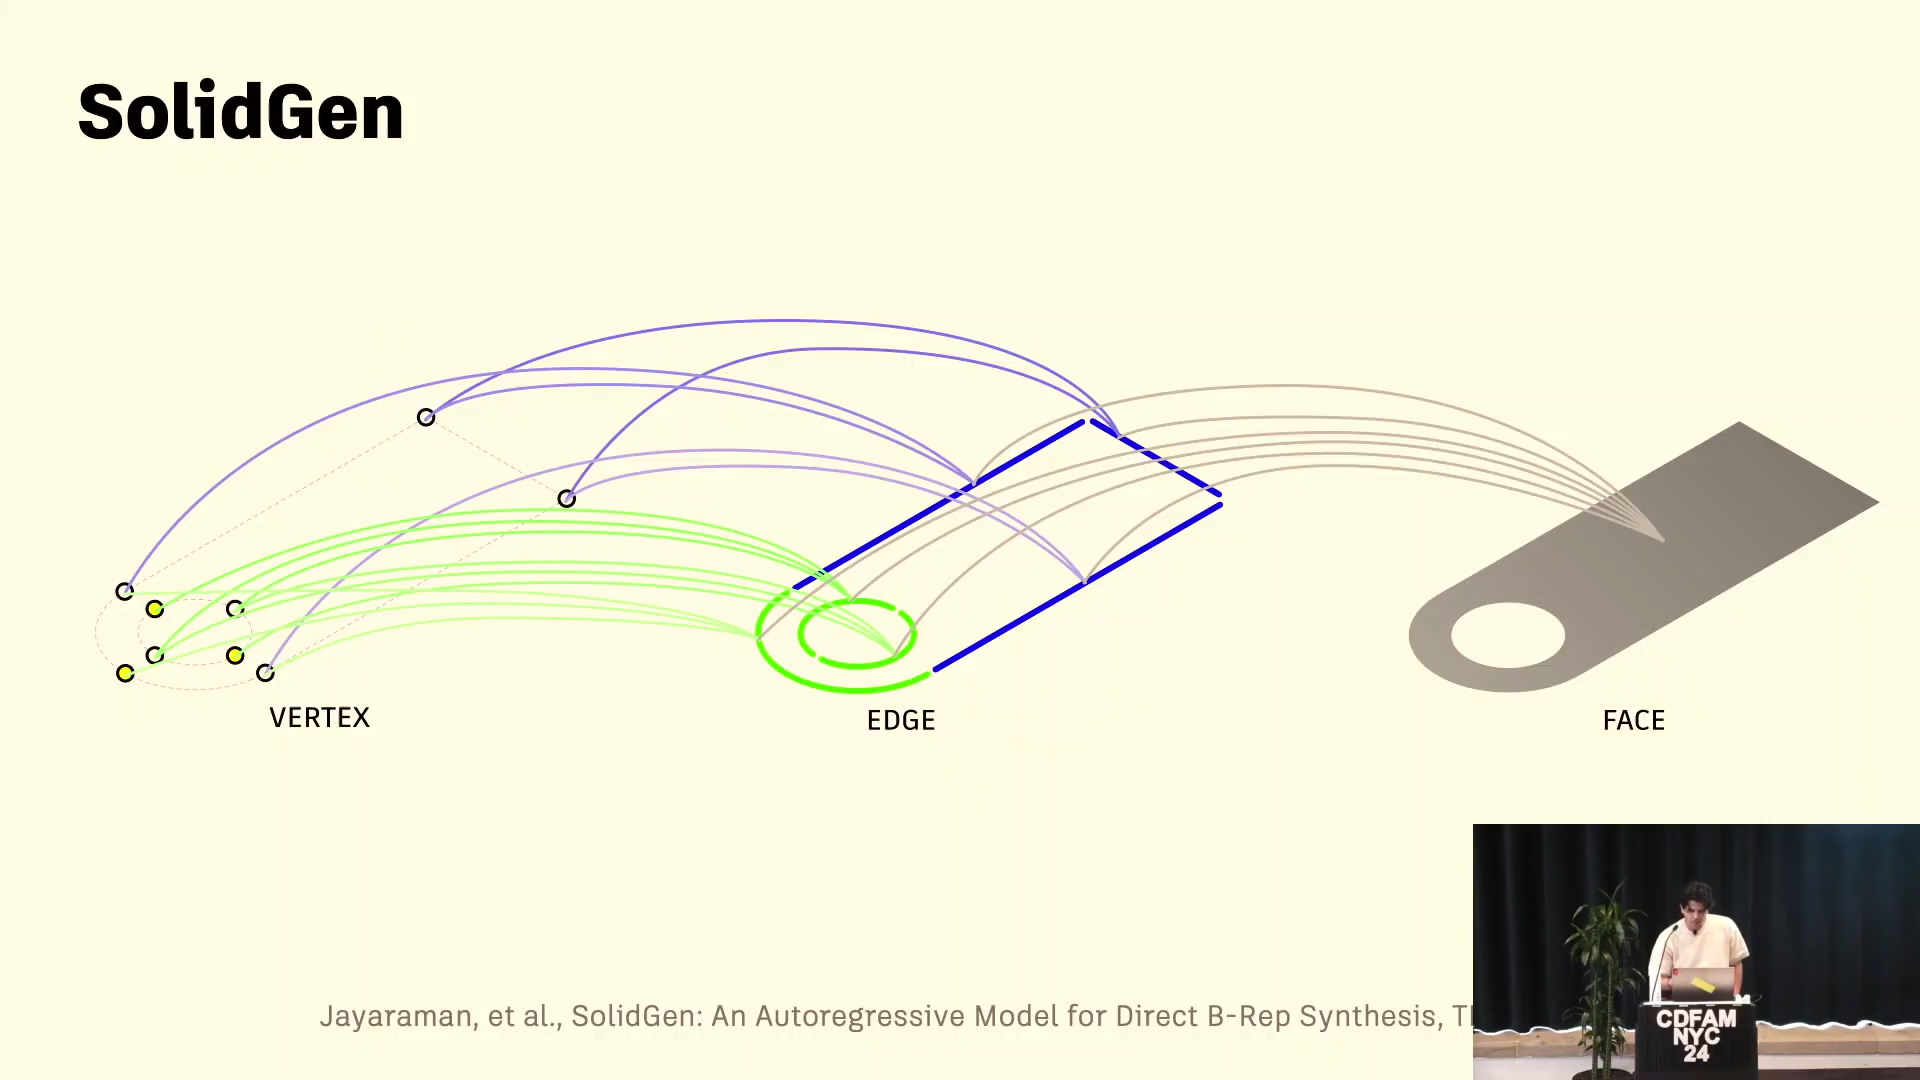 SolidGen
VERTEX
EDGE
FACE
Jayaraman, et al., SolidGen: An Autoregressive Model for Direct B-Rep Synthesis,
CDFAM
NYC
24